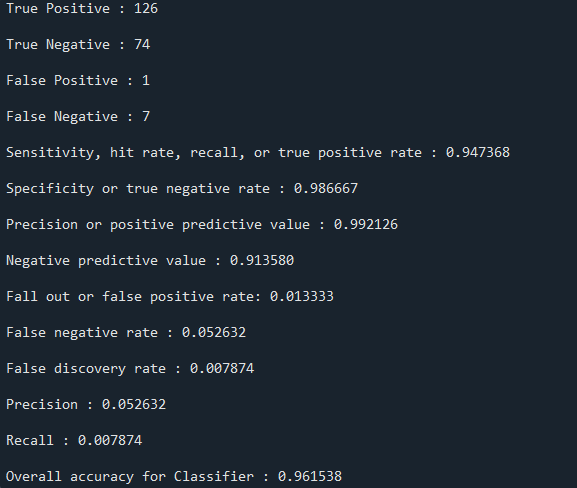 True Positive : 126
True Negative : 74
False Positive : 1
False Negative : 7
Sensitivity, hit rate, recall, or true positive rate : 0.947368
Specificity or true negative rate : 0.986667
Precision or positive predictive value : 0.992126
Negative predictive value : 0.913580
Fall out or false positive rate: 0.013333
False negative rate : 0.052632
False discovery rate : 0.007874
Precision : 0.052632
Recall : 0.007874
Overall accuracy for Classifier : 0.961538